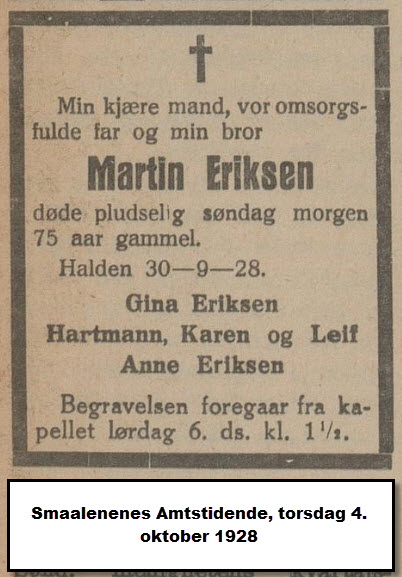 Min kjære mand, vor omsorgs-
fulde far og min bror
Martin Eriksen
døde pludselig søndag morgen
75 aar gammel.
Halden 30—9—28.
Gina Eriksen
Hartmann, Karen og Leif
Anne Eriksen
Begravelsen foregaar fra ka-
pellet lørdag 6. ds. kl. 1 1/2.
Smaalenenes Amtstidende, torsdag 4.
oktober 1928